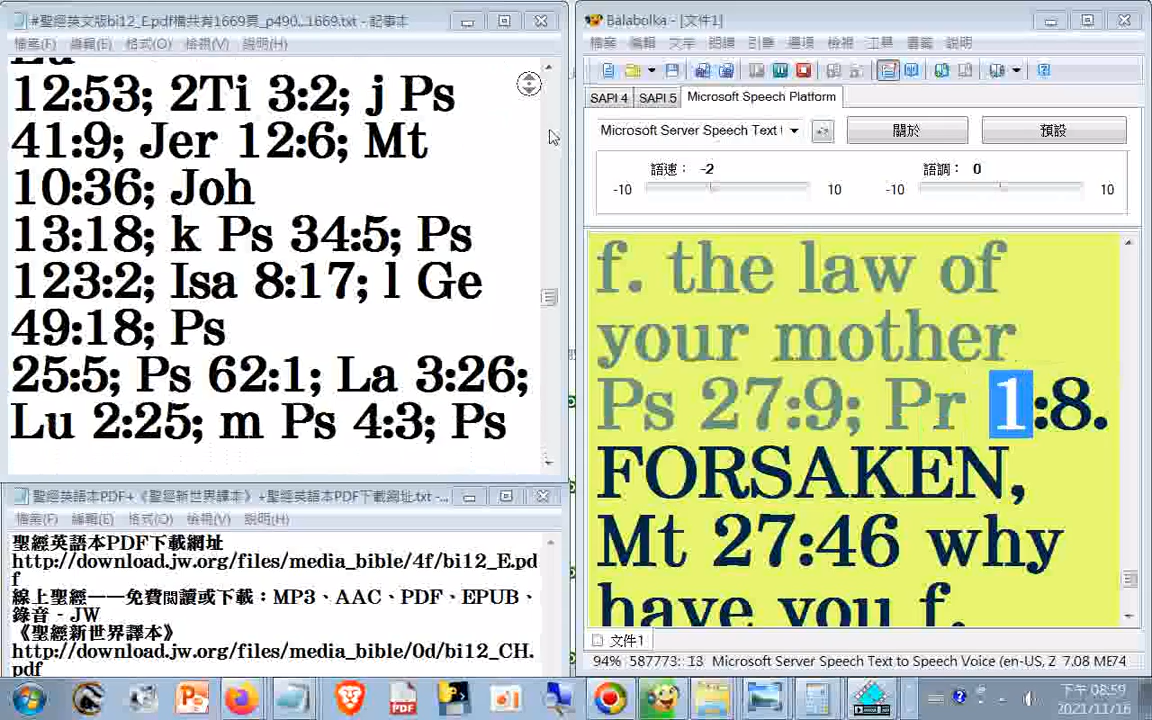 #聖經英文版bi12_E.pdf檔共有1669頁_p490...1669.txt - 記事本
檔案(F) 編輯(E) 格式(O) 檢視(V) 說明(H)
Lu
12:53; 2Ti 3:2; j Ps
41:9; Jer 12:6; Mt
10:36; Joh
13:18; k Ps 34:5; Ps
123:2; Isa 8:17; l Ge
49:18; Ps
25:5; Ps 62:1; La 3:26;
Lu 2:25; m Ps 4:3; Ps
聖經英語本PDF+《聖經新世界譯本》+聖經英語本PDF下載網址.txt - ...
檔案(F) 編輯(E) 格式(O) 檢視(V) 說明(H)
聖經英語本PDF下載網址
http://download.jw.org/files/media_bible/4f/bi12_E.pd
f
線上聖經——免費閱讀或下載：MP3、AAC、PDF、EPUB、
錄音 - JW
《聖經新世界譯本》
http://download.jw.org/files/media_bible/0d/bi12_CH.
pdf
Balabolka - [文件1]
檔案 編輯 文字 朗讀 引擎 選項 檢視 工具 書籤 說明
SAPI 4 SAPI 5 Microsoft Speech Platform
Microsoft Server Speech Text t 關於 預設
語速： -2 語調： 0
-10 10 -10 10
f. the law of
your mother
Ps 27:9; Pr 1:8.
FORSAKEN,
Mt 27:46 why
have you f.
文件1
94% 587773:: 13 Microsoft Server Speech Text to Speech Voice (en-US, Z 7.08 ME74
下午 08:59
2021/11/16